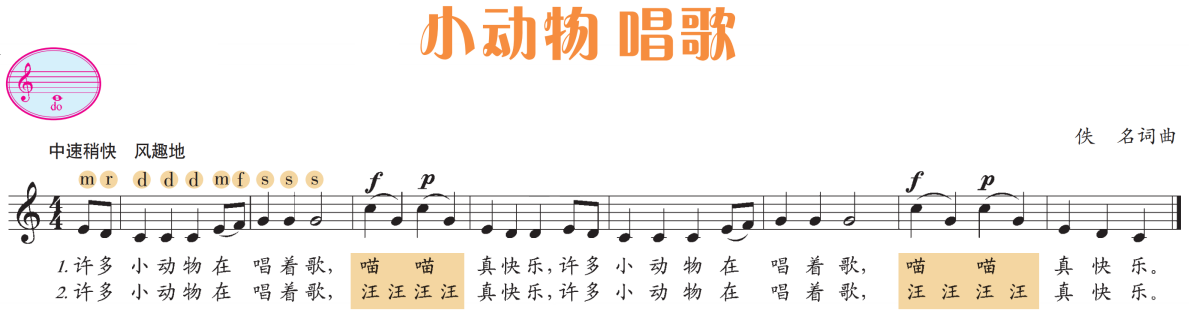 小动物 唱歌
do
佚 名词曲
中速稍快 风趣地
m r d d d m f s s s f p f p
4 4
1.许多 小动物在 唱着歌, 喵 喵 真快乐,许多 小动物在 唱着歌, 喵 喵 真快乐。
2.许多 小动物在 唱着歌, 汪汪汪汪 真快乐,许多 小动物在 唱着歌, 汪汪汪汪 真快乐。